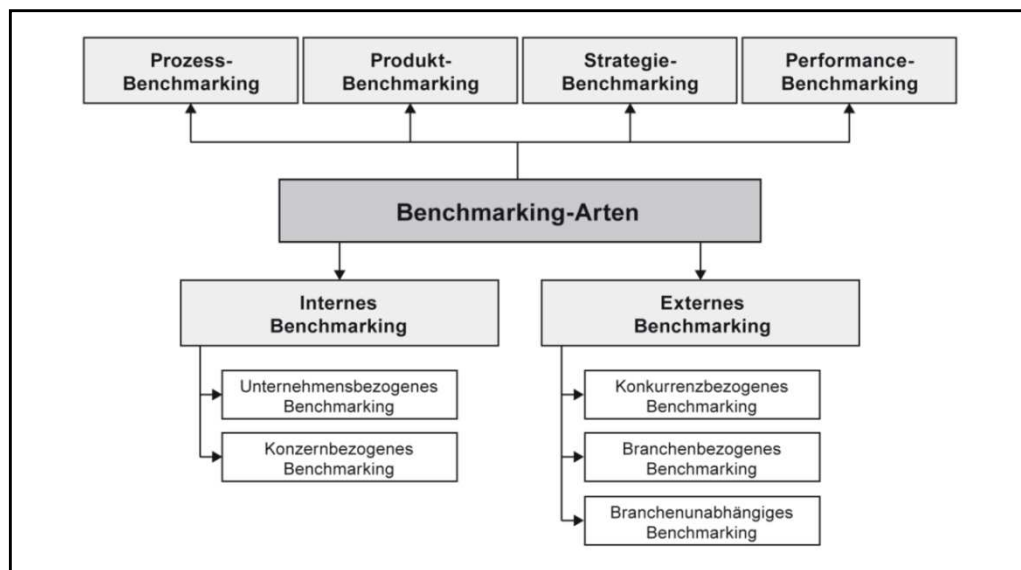 Prozess-
Benchmarking
Produkt-
Benchmarking
Strategie-
Benchmarking
Performance-
Benchmarking
Benchmarking-Arten
Internes
Benchmarking
Externes
Benchmarking
Unternehmensbezogenes
Benchmarking
Konzernbezogenes
Benchmarking
Konkurrenzbezogenes
Benchmarking
Branchenbezogenes
Benchmarking
Branchenunabhängiges
Benchmarking